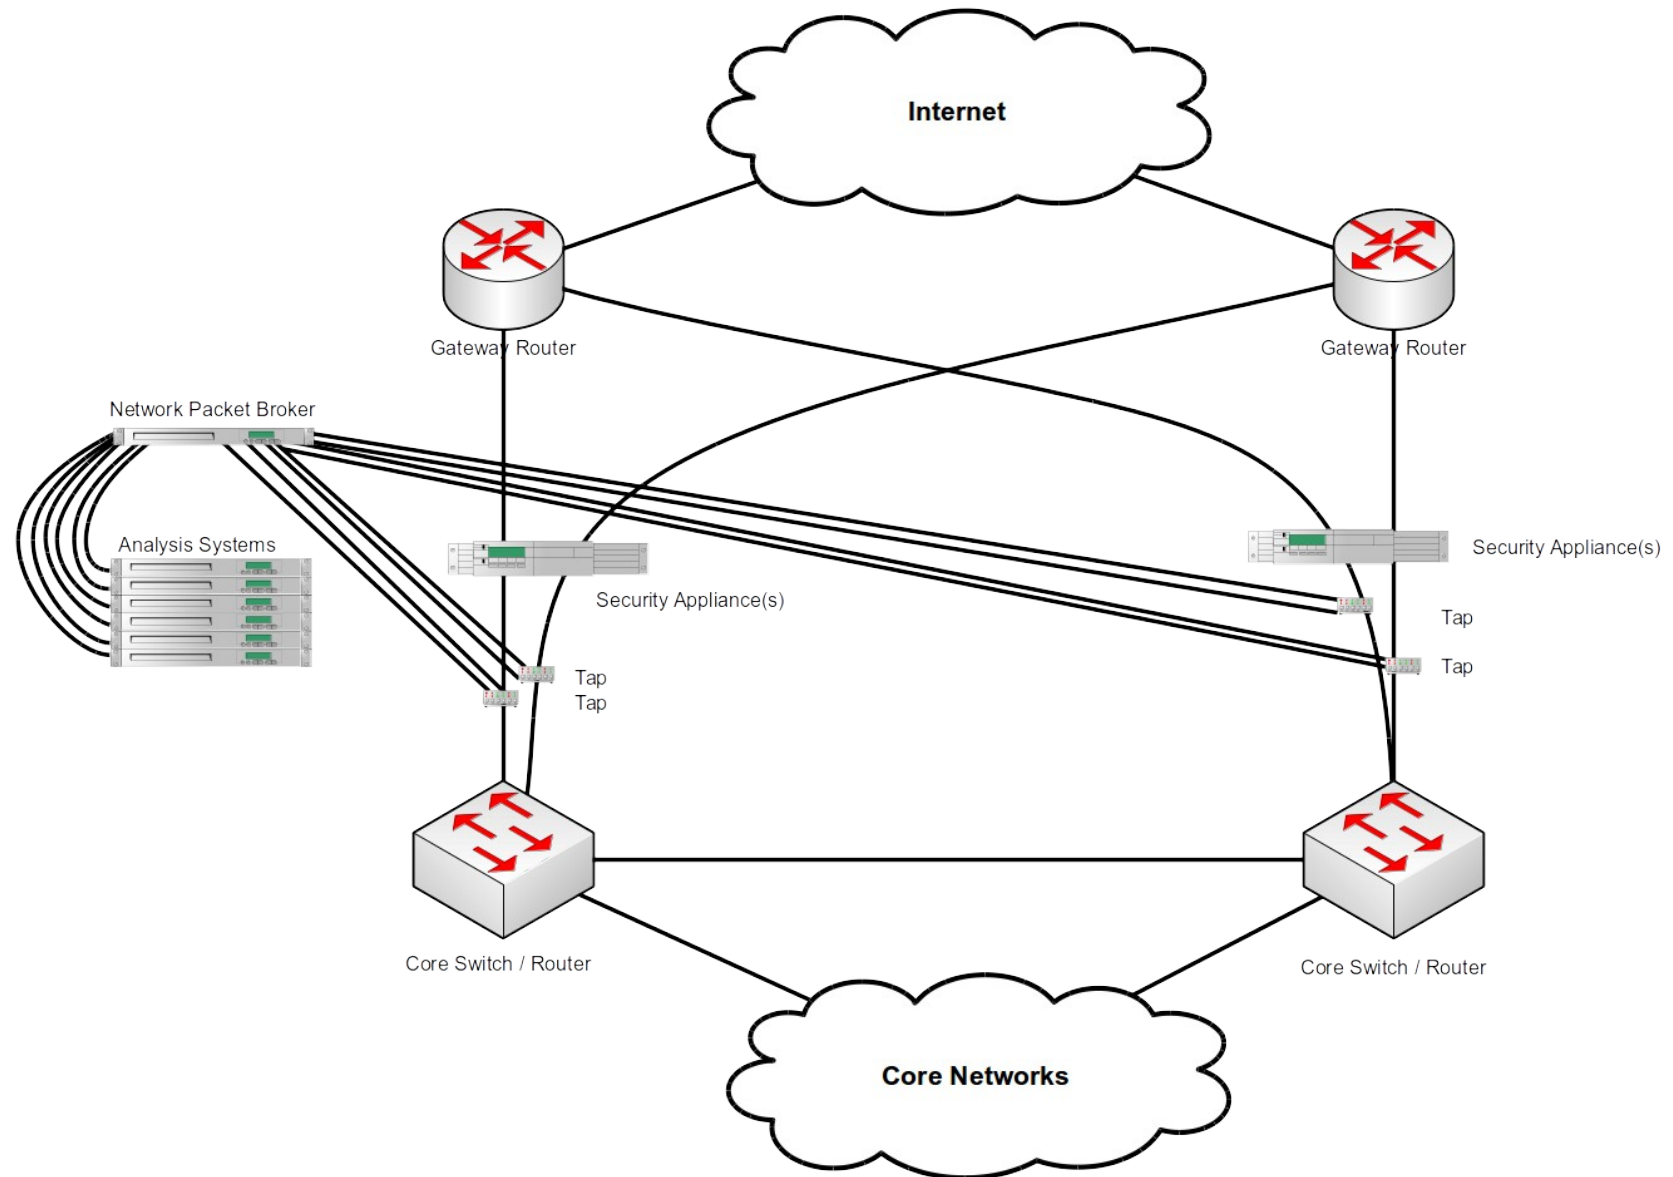 Internet
Gateway Router
Gateway Router
Network Packet Broker
Analysis Systems
Security Appliance(s)
Security Appliance(s)
Tap
Tap
Tap
Tap
Core Switch / Router
Core Switch / Router
Core Networks